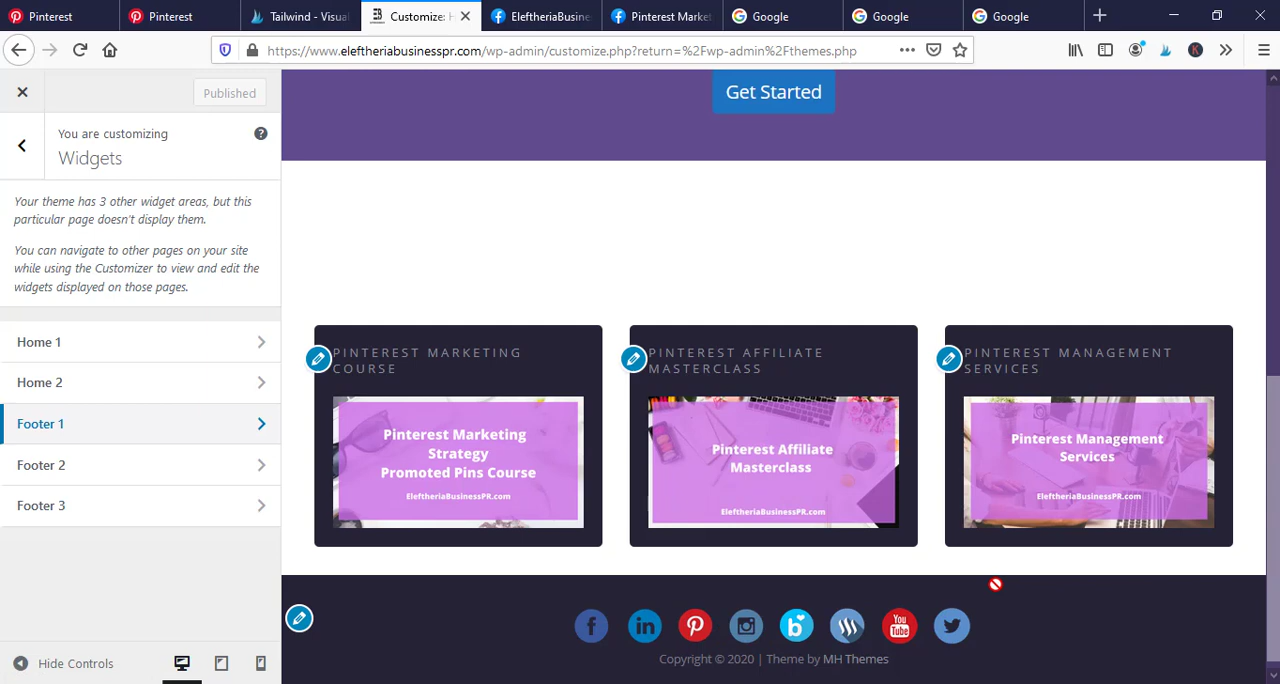 Pinterest
Pinterest
Tailwind - Visual
Customize: H
EleftheriaBusine
Pinterest Market
Google
Google
Google
https://www.eleftheriabusinesspr.com/wp-admin/customize.php?return=%2Fwp-admin%2Fthemes.php
K
Published
You are customizing
Widgets
Your theme has 3 other widget areas, but this
particular page doesn't display them.
You can navigate to other pages on your site
while using the Customizer to view and edit the
widgets displayed on those pages.
Home 1
Home 2
Footer 1
Footer 2
Footer 3
Hide Controls
Get Started
PINTEREST MARKETING
COURSE
Pinterest Marketing
Strategy
Promoted Pins Course
EleftheriaBusinessPR.com
PINTEREST AFFILIATE
MASTERCLASS
Pinterest Affiliate
Masterclass
EleftheriaBusinessPR.com
PINTEREST MANAGEMENT
SERVICES
Pinterest Management
Services
EleftheriaBusinessPR.com
You
Tube
Copyright © 2020 | Theme by MH Themes